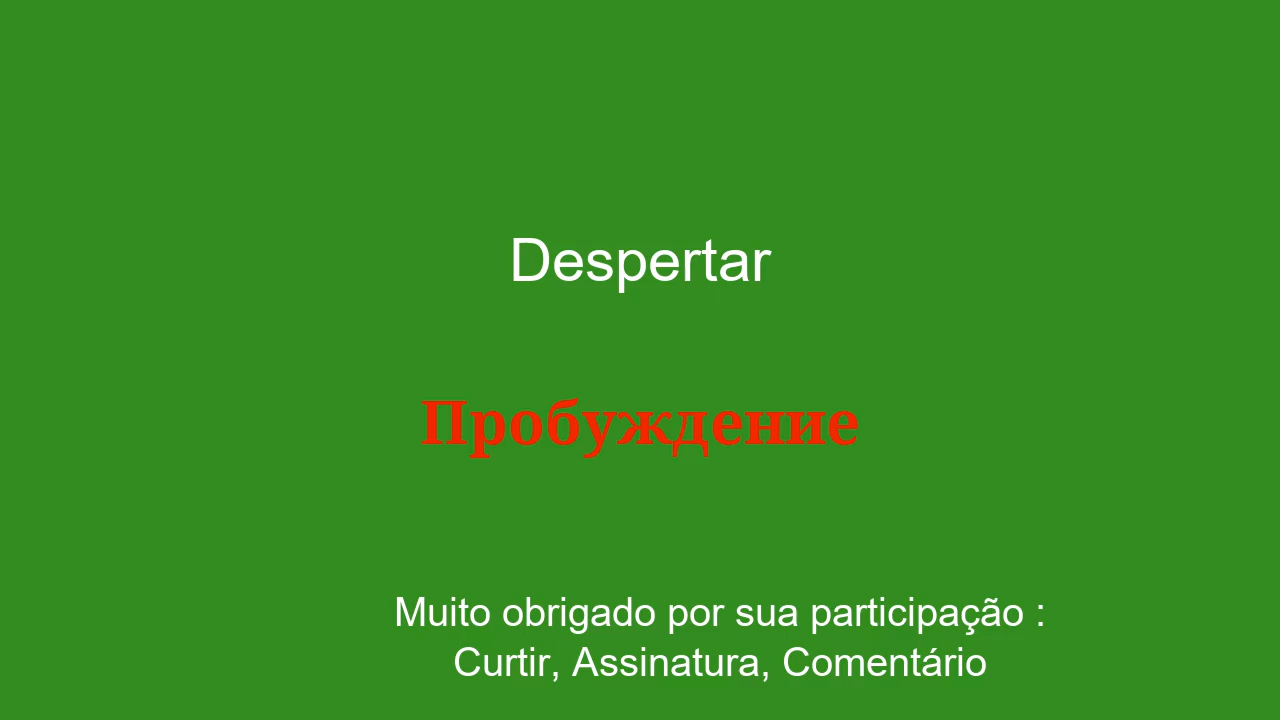 Despertar
Пробуждение
Muito obrigado por sua participação :
Curtir, Assinatura, Comentário